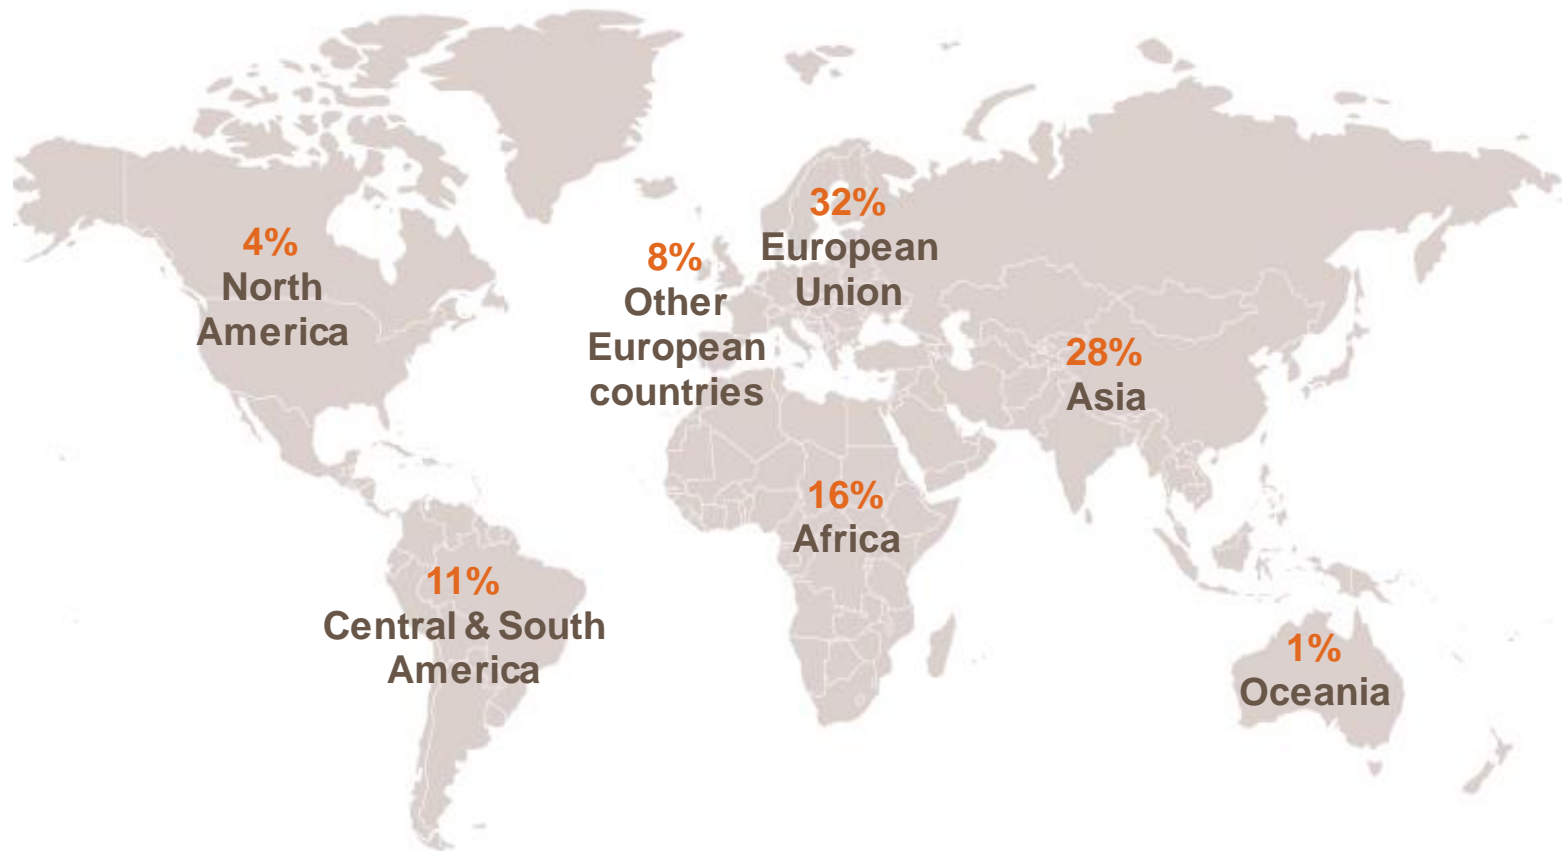 4%
North
America
8%
Other
European
countries
32%
European
Union
28%
Asia
16%
Africa
11%
Central & South
America
1%
Oceania